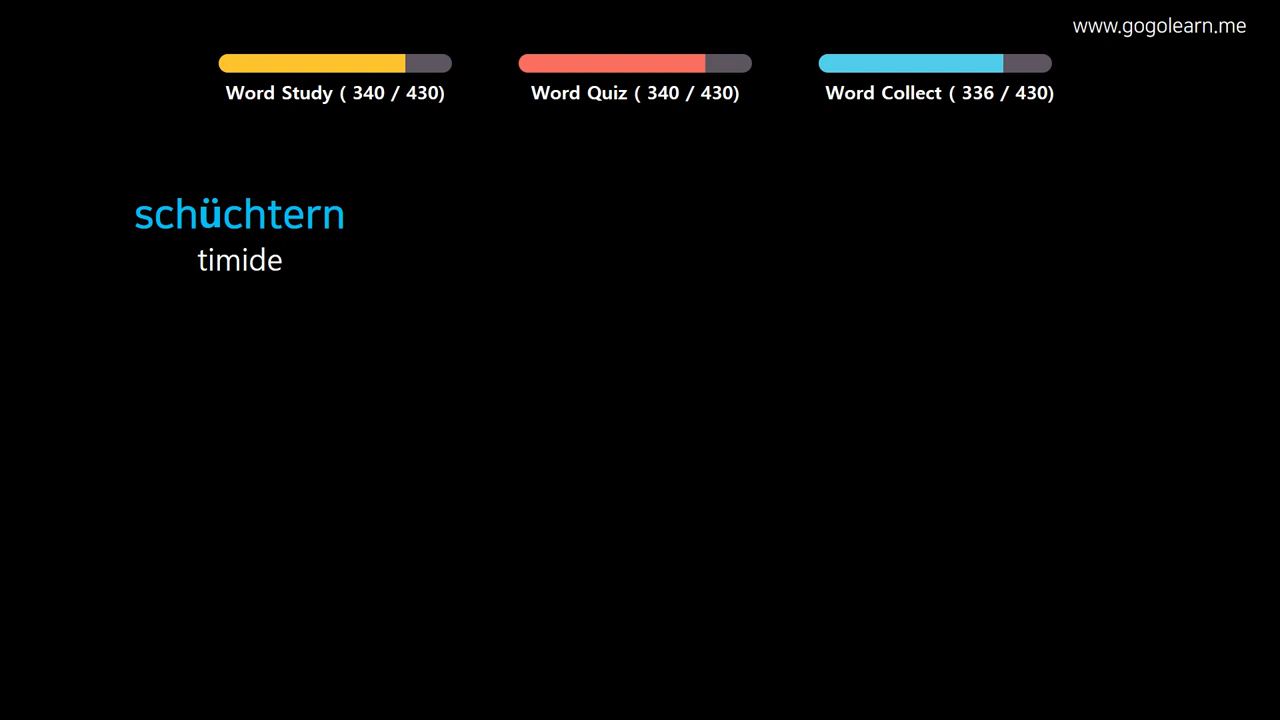 www.gogolearn.me
Word Study ( 340 / 430)
Word Quiz ( 340 / 430)
Word Collect ( 336 / 430)
schüchtern
timide